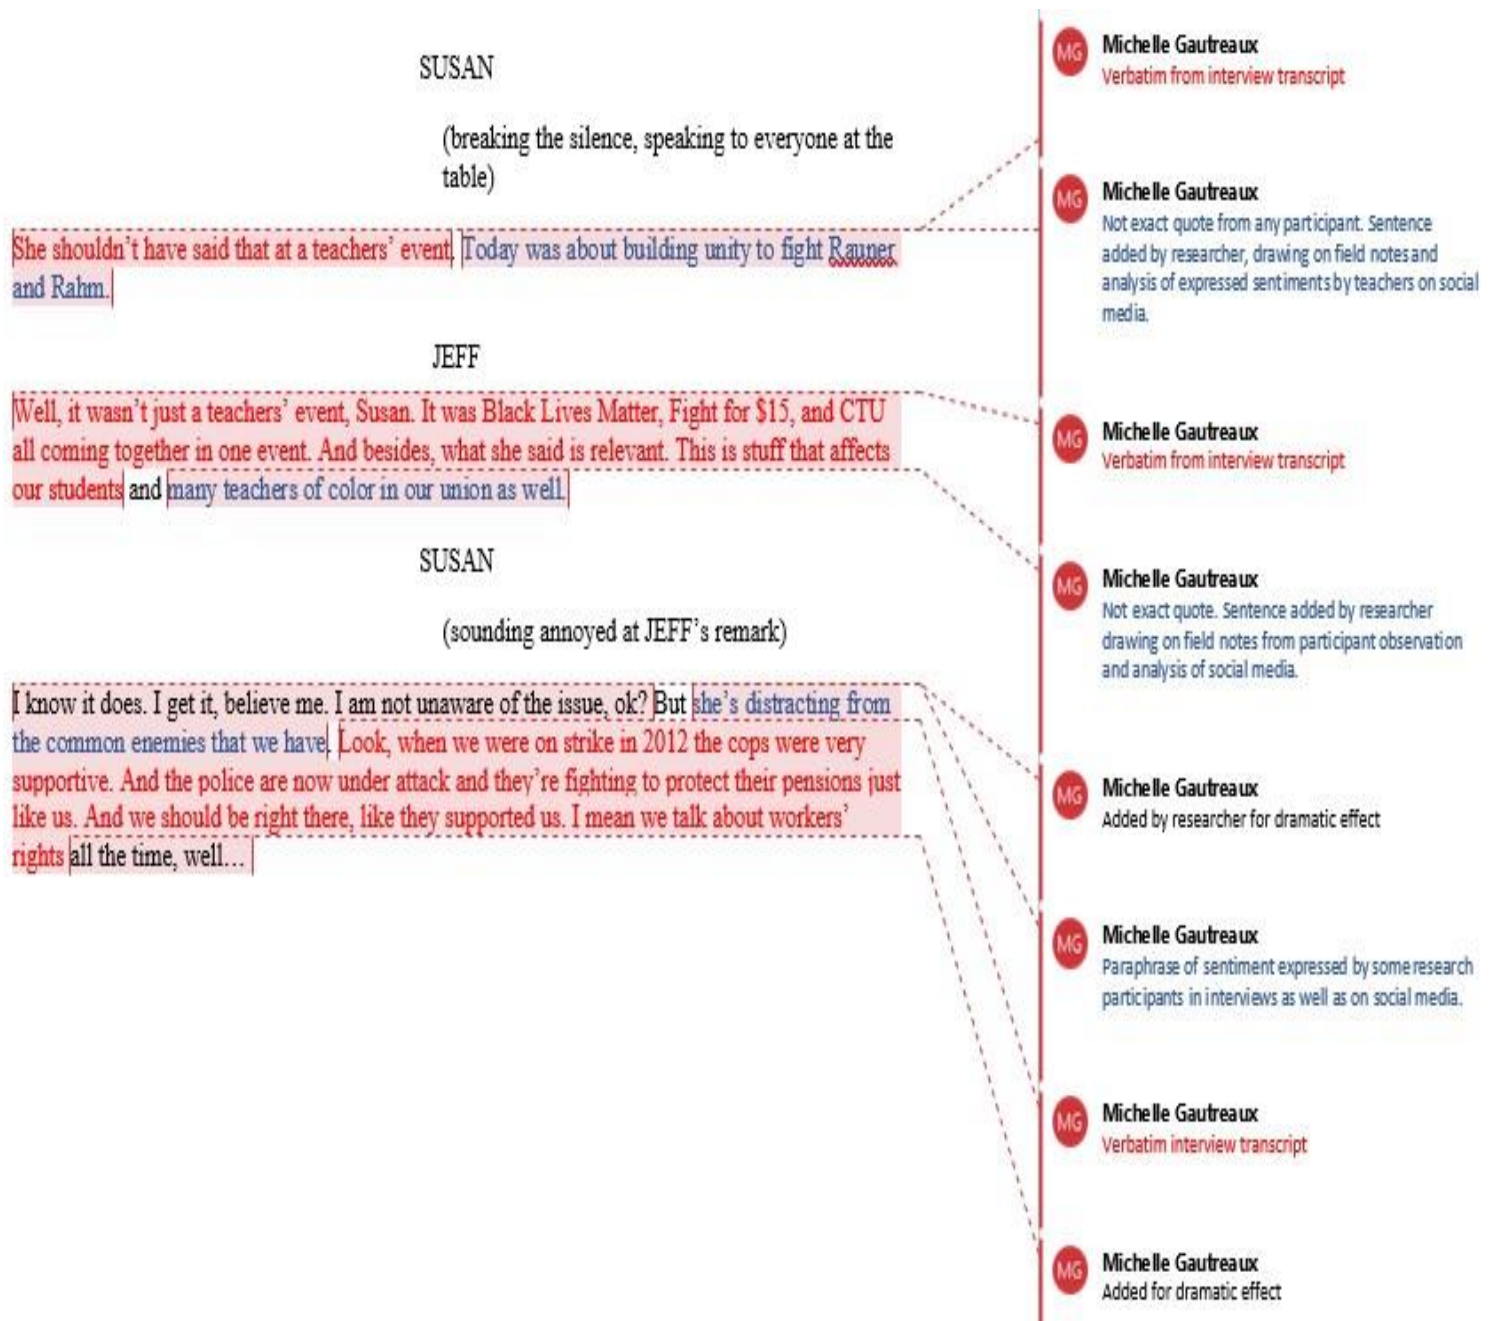 SUSAN
(breaking the silence, speaking to everyone at the
table)
She shouldn't have said that at a teachers' event. Today was about building unity to fight Rauner
and Rahm.
JEFF
Well, it wasn't just a teachers' event, Susan. It was Black Lives Matter, Fight for $15, and CTU
all coming together in one event. And besides, what she said is relevant. This is stuff that affects
our students and many teachers of color in our union as well.
SUSAN
(sounding annoyed at JEFF's remark)
I know it does. I get it, believe me. I am not unaware of the issue, ok? But she's distracting from
the common enemies that we have. Look, when we were on strike in 2012 the cops were very
supportive. And the police are now under attack and they're fighting to protect their pensions just
like us. And we should be right there, like they supported us. I mean we talk about workers'
rights all the time, well…
MG
Michelle Gautreaux
Verbatim from interview transcript
MG
Michelle Gautreaux
Not exact quote from any participant. Sentence
added by researcher, drawing on field notes and
analysis of expressed sentiments by teachers on social
media.
MG
Michelle Gautreaux
Verbatim from interview transcript
MG
Michelle Gautreaux
Not exact quote. Sentence added by researcher
drawing on field notes from participant observation
and analysis of social media.
MG
Michelle Gautreaux
Added by researcher for dramatic effect
MG
Michelle Gautreaux
Paraphrase of sentiment expressed by some research
participants in interviews as well as on social media.
MG
Michelle Gautreaux
Verbatim interview transcript
MG
Michelle Gautreaux
Added for dramatic effect